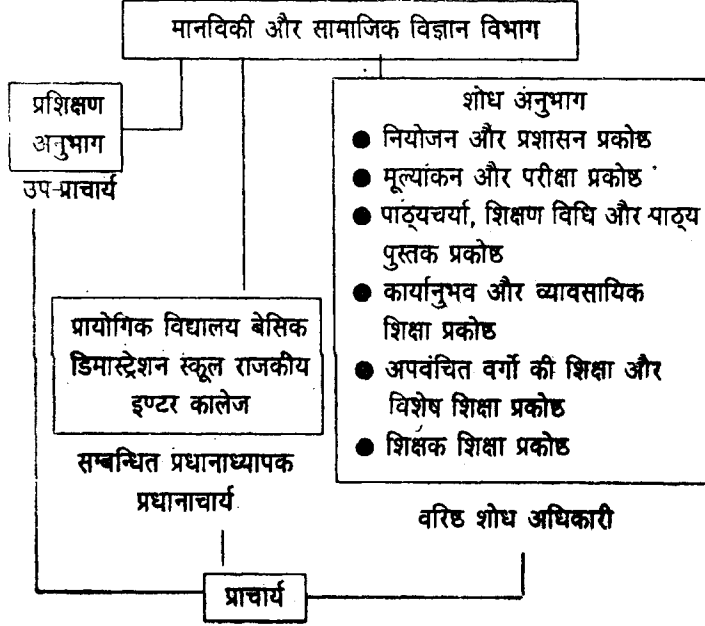 मानविकी और सामाजिक विज्ञान विभाग
प्रशिक्षण
अनुभाग
उप-प्राचार्य
प्रायोगिक विद्यालय बेसिक
डिमास्ट्रेशन स्कूल राजकीय
इण्टर कालेज
सम्बन्धित प्रधानाध्यापक
प्रधानाचार्य
शोध अनुभाग
● नियोजन और प्रशासन प्रकोष्ठ
● मूल्यांकन और परीक्षा प्रकोष्ठ
● पाठ्यचर्या, शिक्षण विधि और पाठ्य
पुस्तक प्रकोष्ठ
● कार्यानुभव और व्यावसायिक
शिक्षा प्रकोष्ठ
● अपवंचित वर्गो की शिक्षा और
विशेष शिक्षा प्रकोष्ठ
● शिक्षक शिक्षा प्रकोष्ठ
वरिष्ठ शोध अधिकारी
प्राचार्य